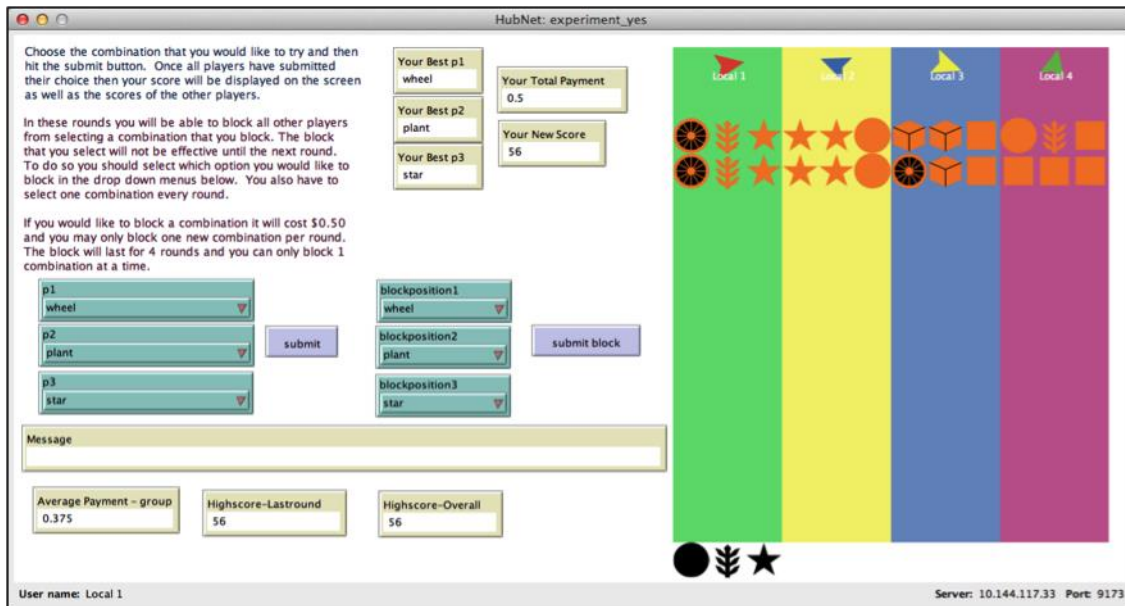 HubNet: experiment_yes
Choose the combination that you would like to try and then
hit the submit button. Once all players have submitted
their choice then your score will be displayed on the screen
as well as the scores of the other players.
In these rounds you will be able to block all other players
from selecting a combination that you block. The block
that you select will not be effective until the next round.
To do so you should select which option you would like to
block in the drop down menus below. You also have to
select one combination every round.
If you would like to block a combination it will cost $0.50
and you may only block one new combination per round.
The block will last for 4 rounds and you can only block 1
combination at a time.
Your Best p1
wheel
Your Best p2
plant
Your Best p3
star
Your Total Payment
0.5
Your New Score
56
Local 1
Local 2
Local 3
Local 4
p1
wheel
p2
plant
p3
star
submit
blockposition1
wheel
blockposition2
plant
blockposition3
star
submit block
Message
Average Payment - group
0.375
Highscore-Lastround
56
Highscore-Overall
56
User name: Local 1
Server: 10.144.117.33 Port: 9173